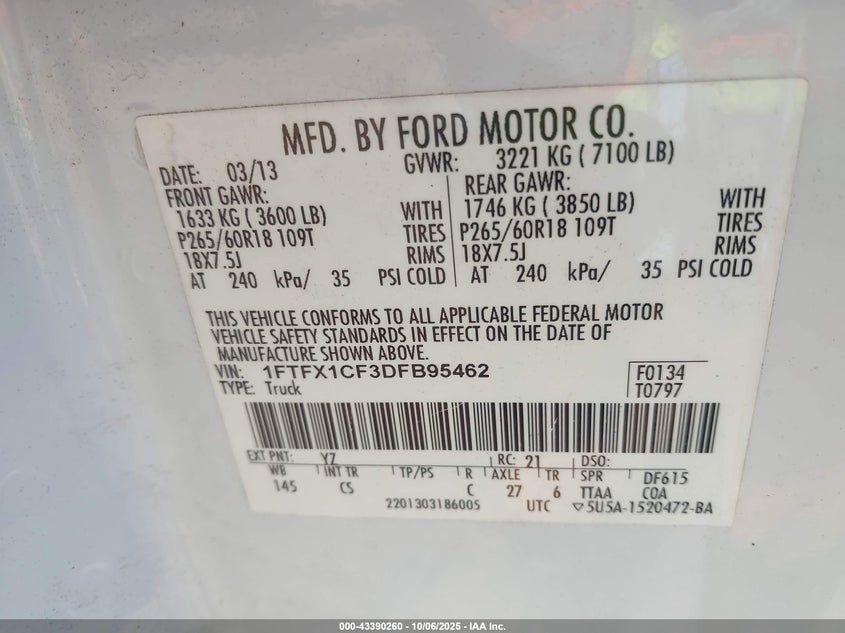 MFD. BY FORD MOTOR CO.
DATE: 03/13 GVWR: 3221 KG ( 7100 LB)
FRONT GAWR: REAR GAWR:
1633 KG ( 3600 LB) WITH 1746 KG ( 3850 LB) WITH
P265/60R18 109T TIRES P265/60R18 109T TIRES
18X7.5J RIMS 18X7.5J RIMS
AT 240 kPa/ 35 PSI COLD AT 240 kPa/ 35 PSI COLD
THIS VEHICLE CONFORMS TO ALL APPLICABLE FEDERAL MOTOR
VEHICLE SAFETY STANDARDS IN EFFECT ON THE DATE OF
MANUFACTURE SHOWN ABOVE.
VIN: 1FTFX1CF3DFB95462 F0134
TYPE: Truck T0797
EXT PNT: YZ RC: 21 DSO:
WB INT TR TP/PS R AXLE TR SPR DF615
145 CS C 27 6 TTAA COA
2201303186005 UTC ▽5U5A-1520472-BA
000-43390260 - 10/06/2025 - IAA Inc.